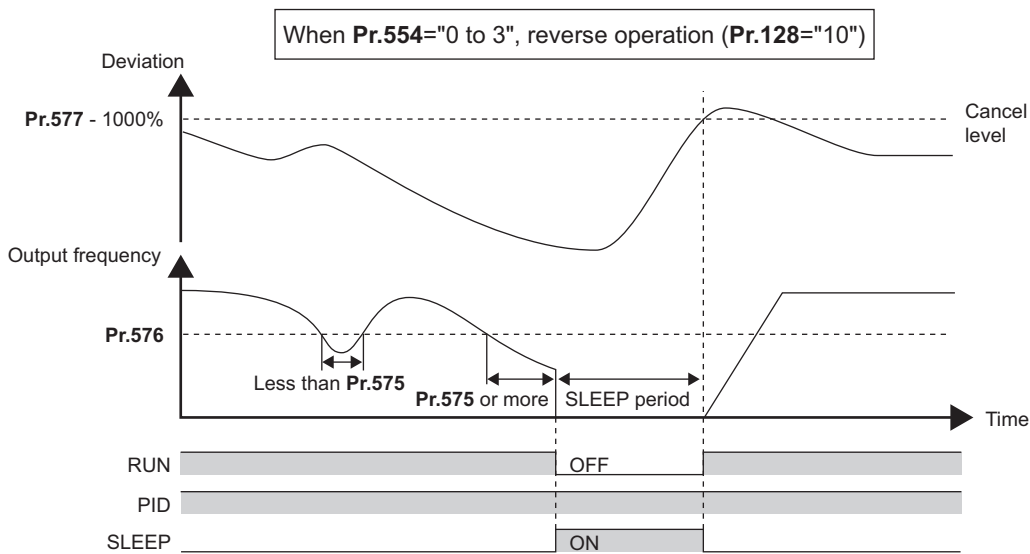 When Pr.554="0 to 3", reverse operation (Pr.128="10")
Deviation
Pr.577 - 1000%
Cancel
level
Output frequency
Pr.576
Less than Pr.575
Pr.575 or more
SLEEP period
Time
RUN
OFF
PID
SLEEP
ON